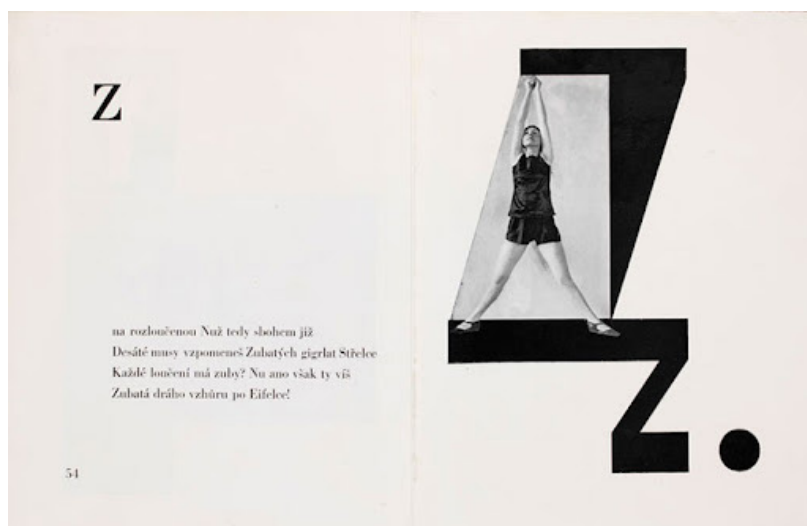 Z
na rozloučenou Nuž tedy sbohem již
Desáté musy vzpomeneš Zubatých gigrlat Střelce
Každé loučení má zuby? Nu ano však ty víš
Zubatá dráho vzhůru po Eifelce!
54
Z
z.